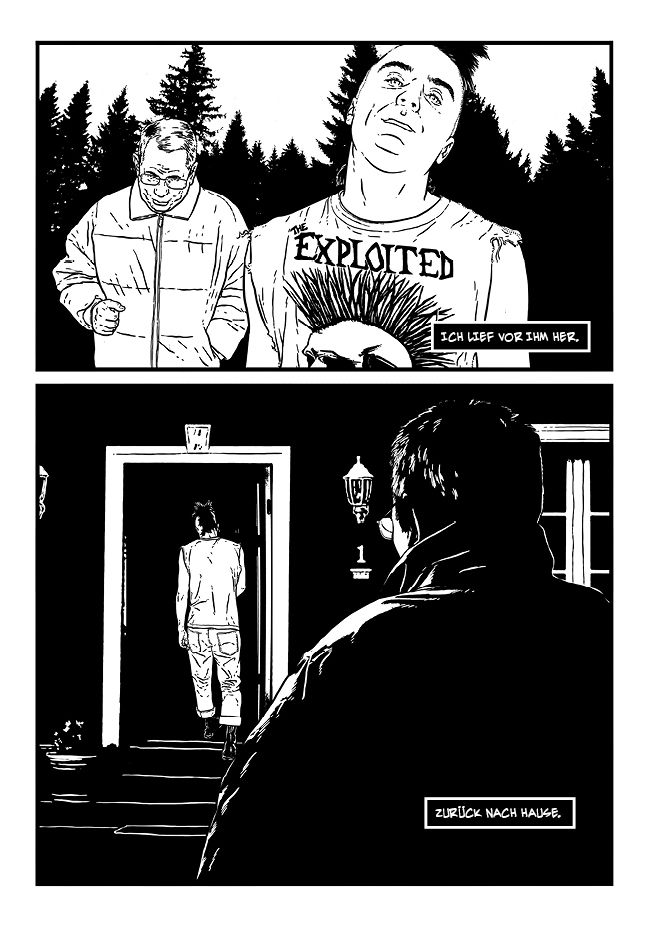 THE
EXPLOITED
ICH LIEF VOR IHM HER.
1
ZURÜCK NACH HAUSE.